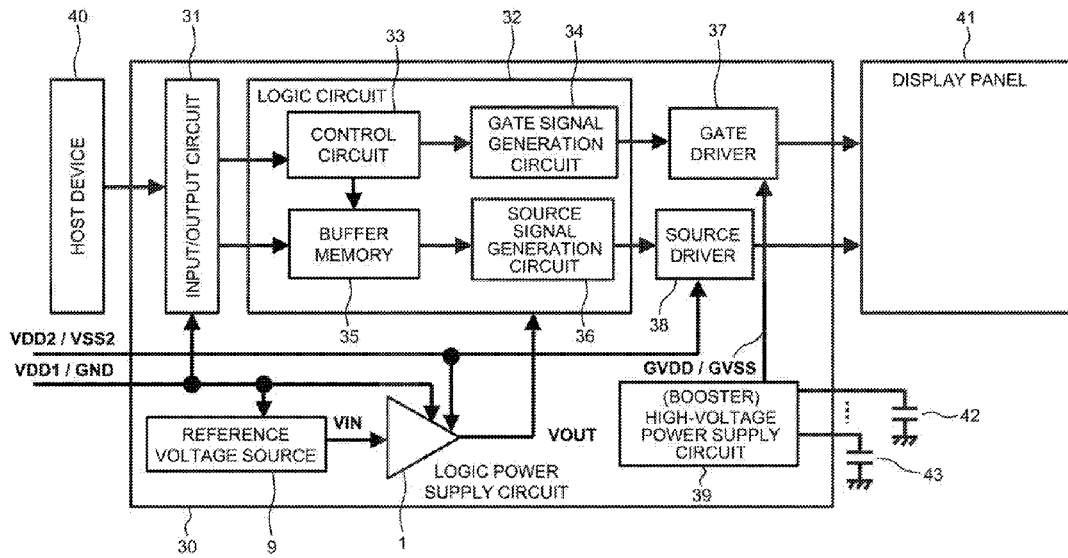 40
31
32
33
34
37
41
HOST DEVICE
INPUT/OUTPUT CIRCUIT
LOGIC CIRCUIT
CONTROL
CIRCUIT
GATE SIGNAL
GENERATION
CIRCUIT
GATE
DRIVER
DISPLAY PANEL
BUFFER
MEMORY
SOURCE
SIGNAL
GENERATION
CIRCUIT
SOURCE
DRIVER
35
36
38
VDD2 / VSS2
VDD1 / GND
GVDD / GVSS
REFERENCE
VOLTAGE SOURCE
VIN
VOUT
LOGIC POWER
SUPPLY CIRCUIT
(BOOSTER)
HIGH-VOLTAGE
POWER SUPPLY
CIRCUIT
42
43
30
9
1
39